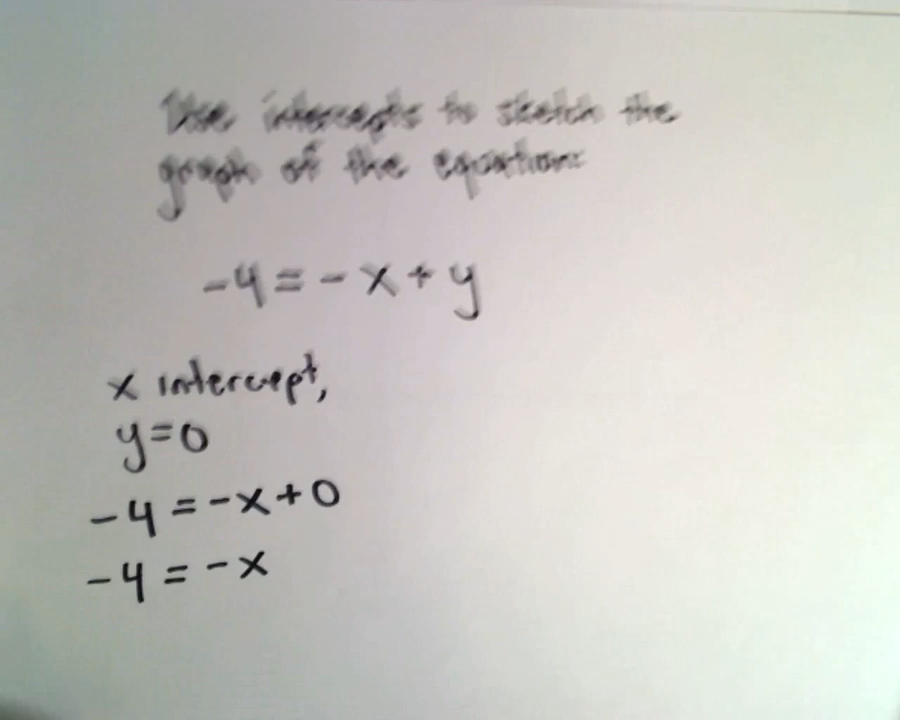 Use intercepts to sketch the
graph of the equation:
-4 = -x + y
x intercept,
y=0
-4 = -x + 0
-4 = -x